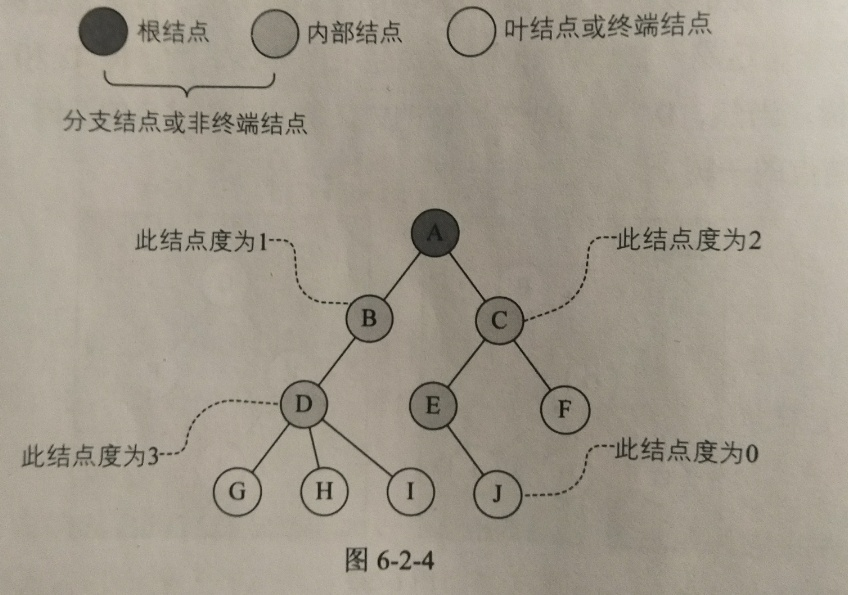 根结点 内部结点 叶结点或终端结点
分支结点或非终端结点
A
此结点度为1 此结点度为2
B C
D E F
此结点度为3 此结点度为0
G H I J
图 6-2-4